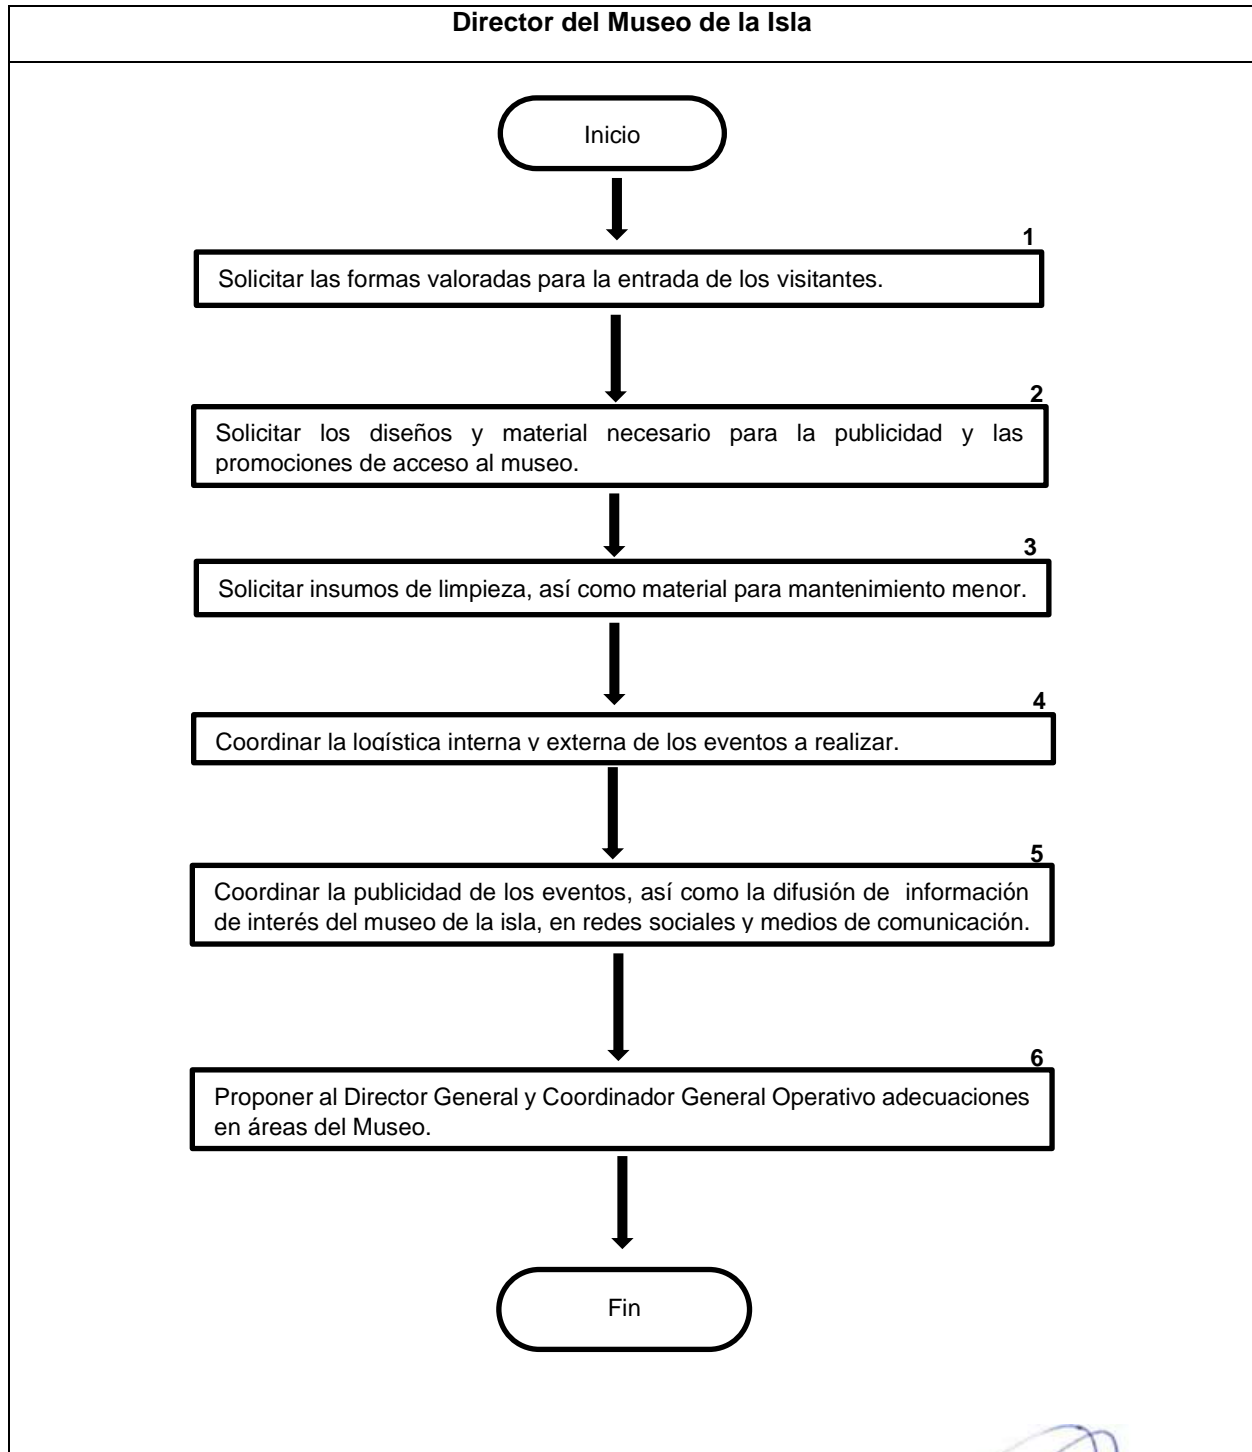 Director del Museo de la Isla
Inicio
1
Solicitar las formas valoradas para la entrada de los visitantes.
2
Solicitar los diseños y material necesario para la publicidad y las
promociones de acceso al museo.
3
Solicitar insumos de limpieza, así como material para mantenimiento menor.
4
Coordinar la logística interna y externa de los eventos a realizar.
5
Coordinar la publicidad de los eventos, así como la difusión de información
de interés del museo de la isla, en redes sociales y medios de comunicación.
6
Proponer al Director General y Coordinador General Operativo adecuaciones
en áreas del Museo.
Fin